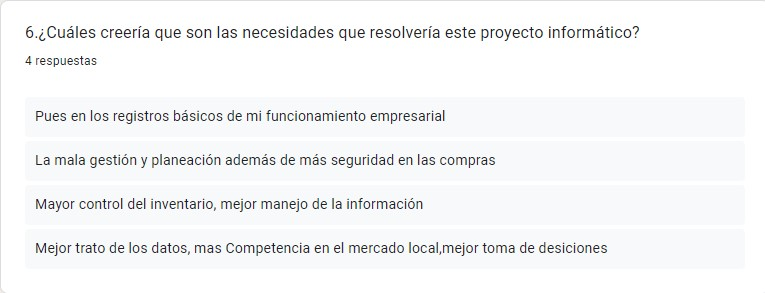 6.¿Cuáles creería que son las necesidades que resolvería este proyecto informático?
4 respuestas
Pues en los registros básicos de mi funcionamiento empresarial
La mala gestión y planeación además de más seguridad en las compras
Mayor control del inventario, mejor manejo de la información
Mejor trato de los datos, mas Competencia en el mercado local,mejor toma de desiciones